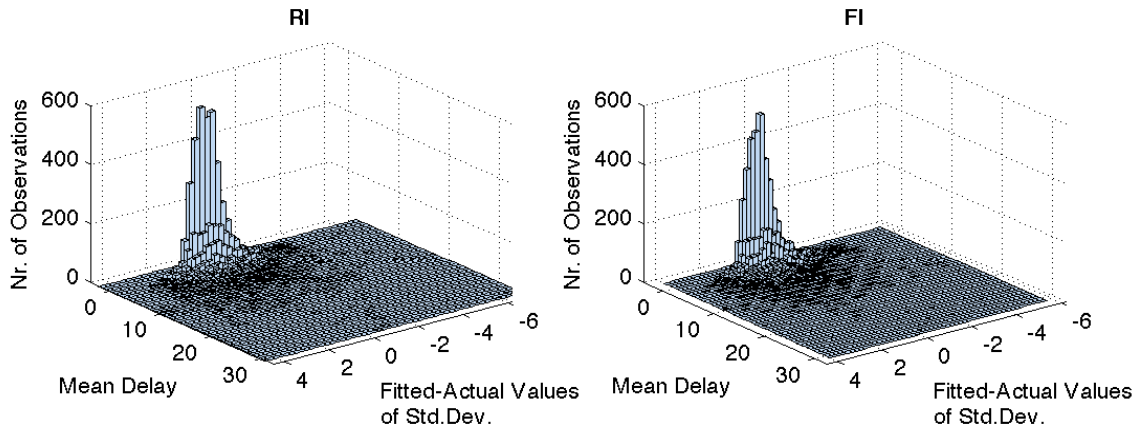 RI
Nr. of Observations
600
400
200
0
0
10
20
30
4
2
0
-2
-4
-6
Mean Delay
Fitted-Actual Values
of Std.Dev.
FI
Nr. of Observations
600
400
200
0
0
10
20
30
4
2
0
-2
-4
-6
Mean Delay
Fitted-Actual Values
of Std.Dev.